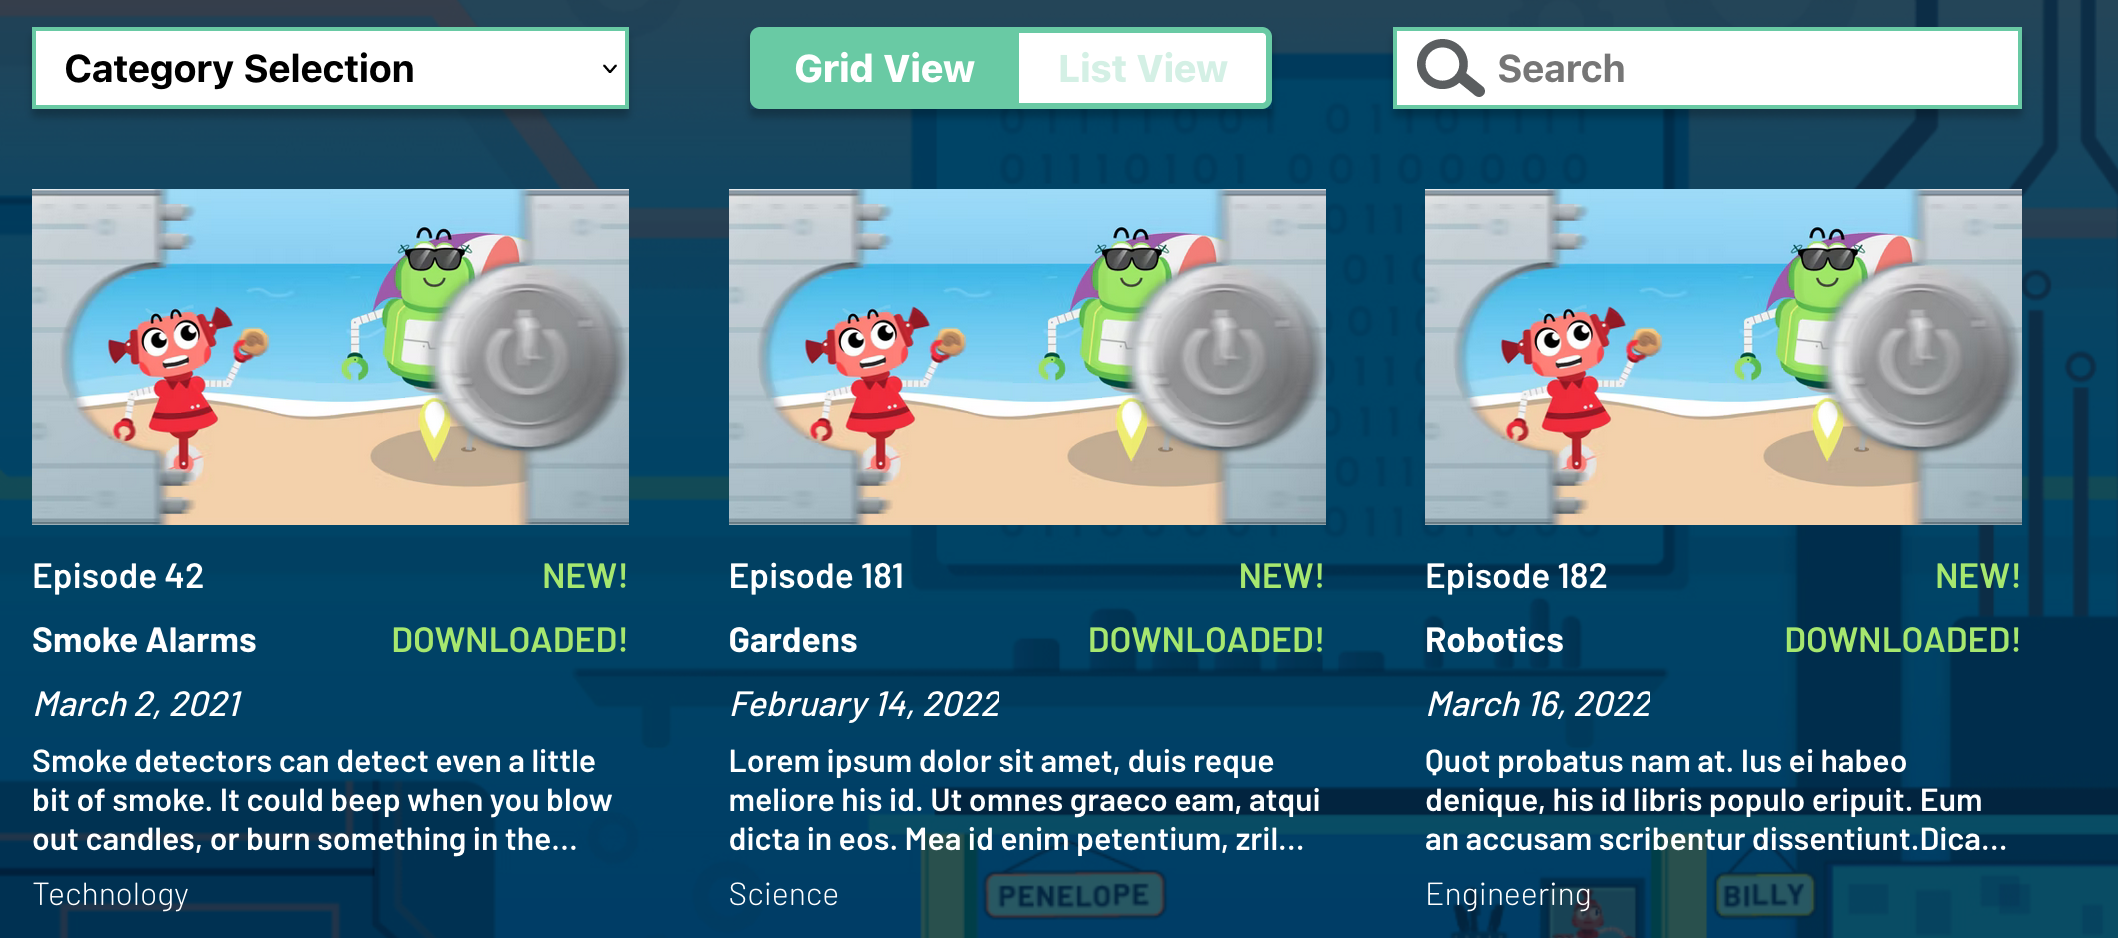 Category Selection
Grid View
List View
Search
Episode 42
NEW!
Smoke Alarms
DOWNLOADED!
March 2, 2021
Smoke detectors can detect even a little
bit of smoke. It could beep when you blow
out candles, or burn something in the...
Technology
Episode 181
NEW!
Gardens
DOWNLOADED!
February 14, 2022
Lorem ipsum dolor sit amet, duis reque
meliore his id. Ut omnes graeco eam, atqui
dicta in eos. Mea id enim petentium, zril...
Science
Episode 182
NEW!
Robotics
DOWNLOADED!
March 16, 2022
Quot probatus nam at. Ius ei habeo
denique, his id libris populo eripuit. Eum
an accusam scribentur dissentiunt.Dica...
Engineering
01110101 00100000
PENELOPE
BILLY